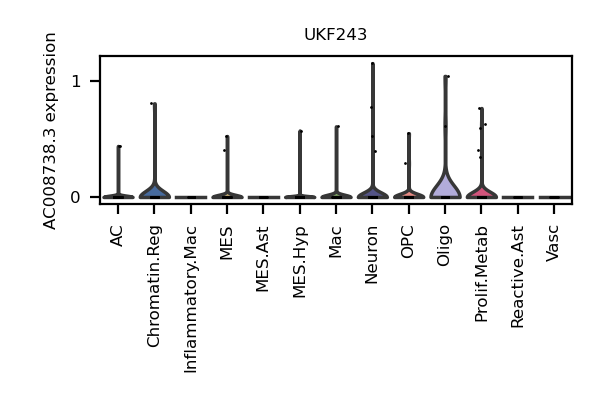 UKF243
AC008738.3 expression
1
0
AC
Chromatin.Reg
Inflammatory.Mac
MES
MES.Ast
MES.Hyp
Mac
Neuron
OPC
Oligo
Prolif.Metab
Reactive.Ast
Vasc